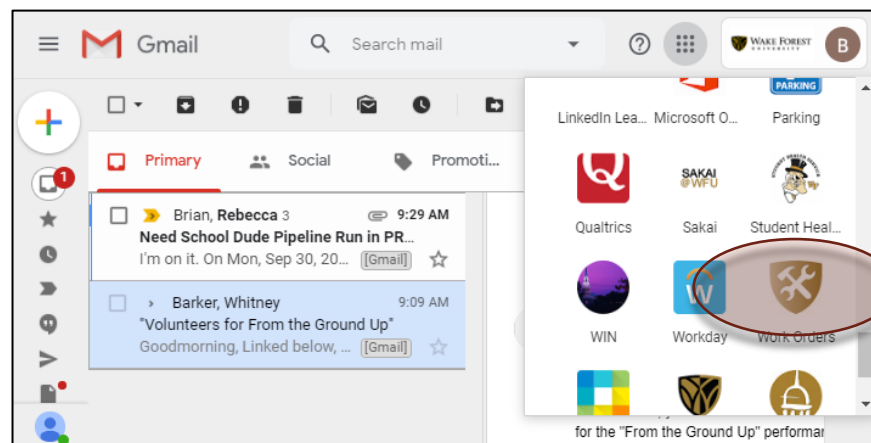 Gmail
Search mail
WAKE FOREST
UNIVERSITY
B
PARKING
LinkedIn Lea... Microsoft O... Parking
Primary
Social
Promoti...
SAKAI
@WFU
Qualtrics Sakai Student Heal...
1
Brian, Rebecca 3 9:29 AM
Need School Dude Pipeline Run in PR...
I'm on it. On Mon, Sep 30, 20... [Gmail]
Barker, Whitney 9:09 AM
"Volunteers for From the Ground Up"
Goodmorning, Linked below, ... [Gmail]
W
WIN Workday Work Orders
for the "From the Ground Up" performan